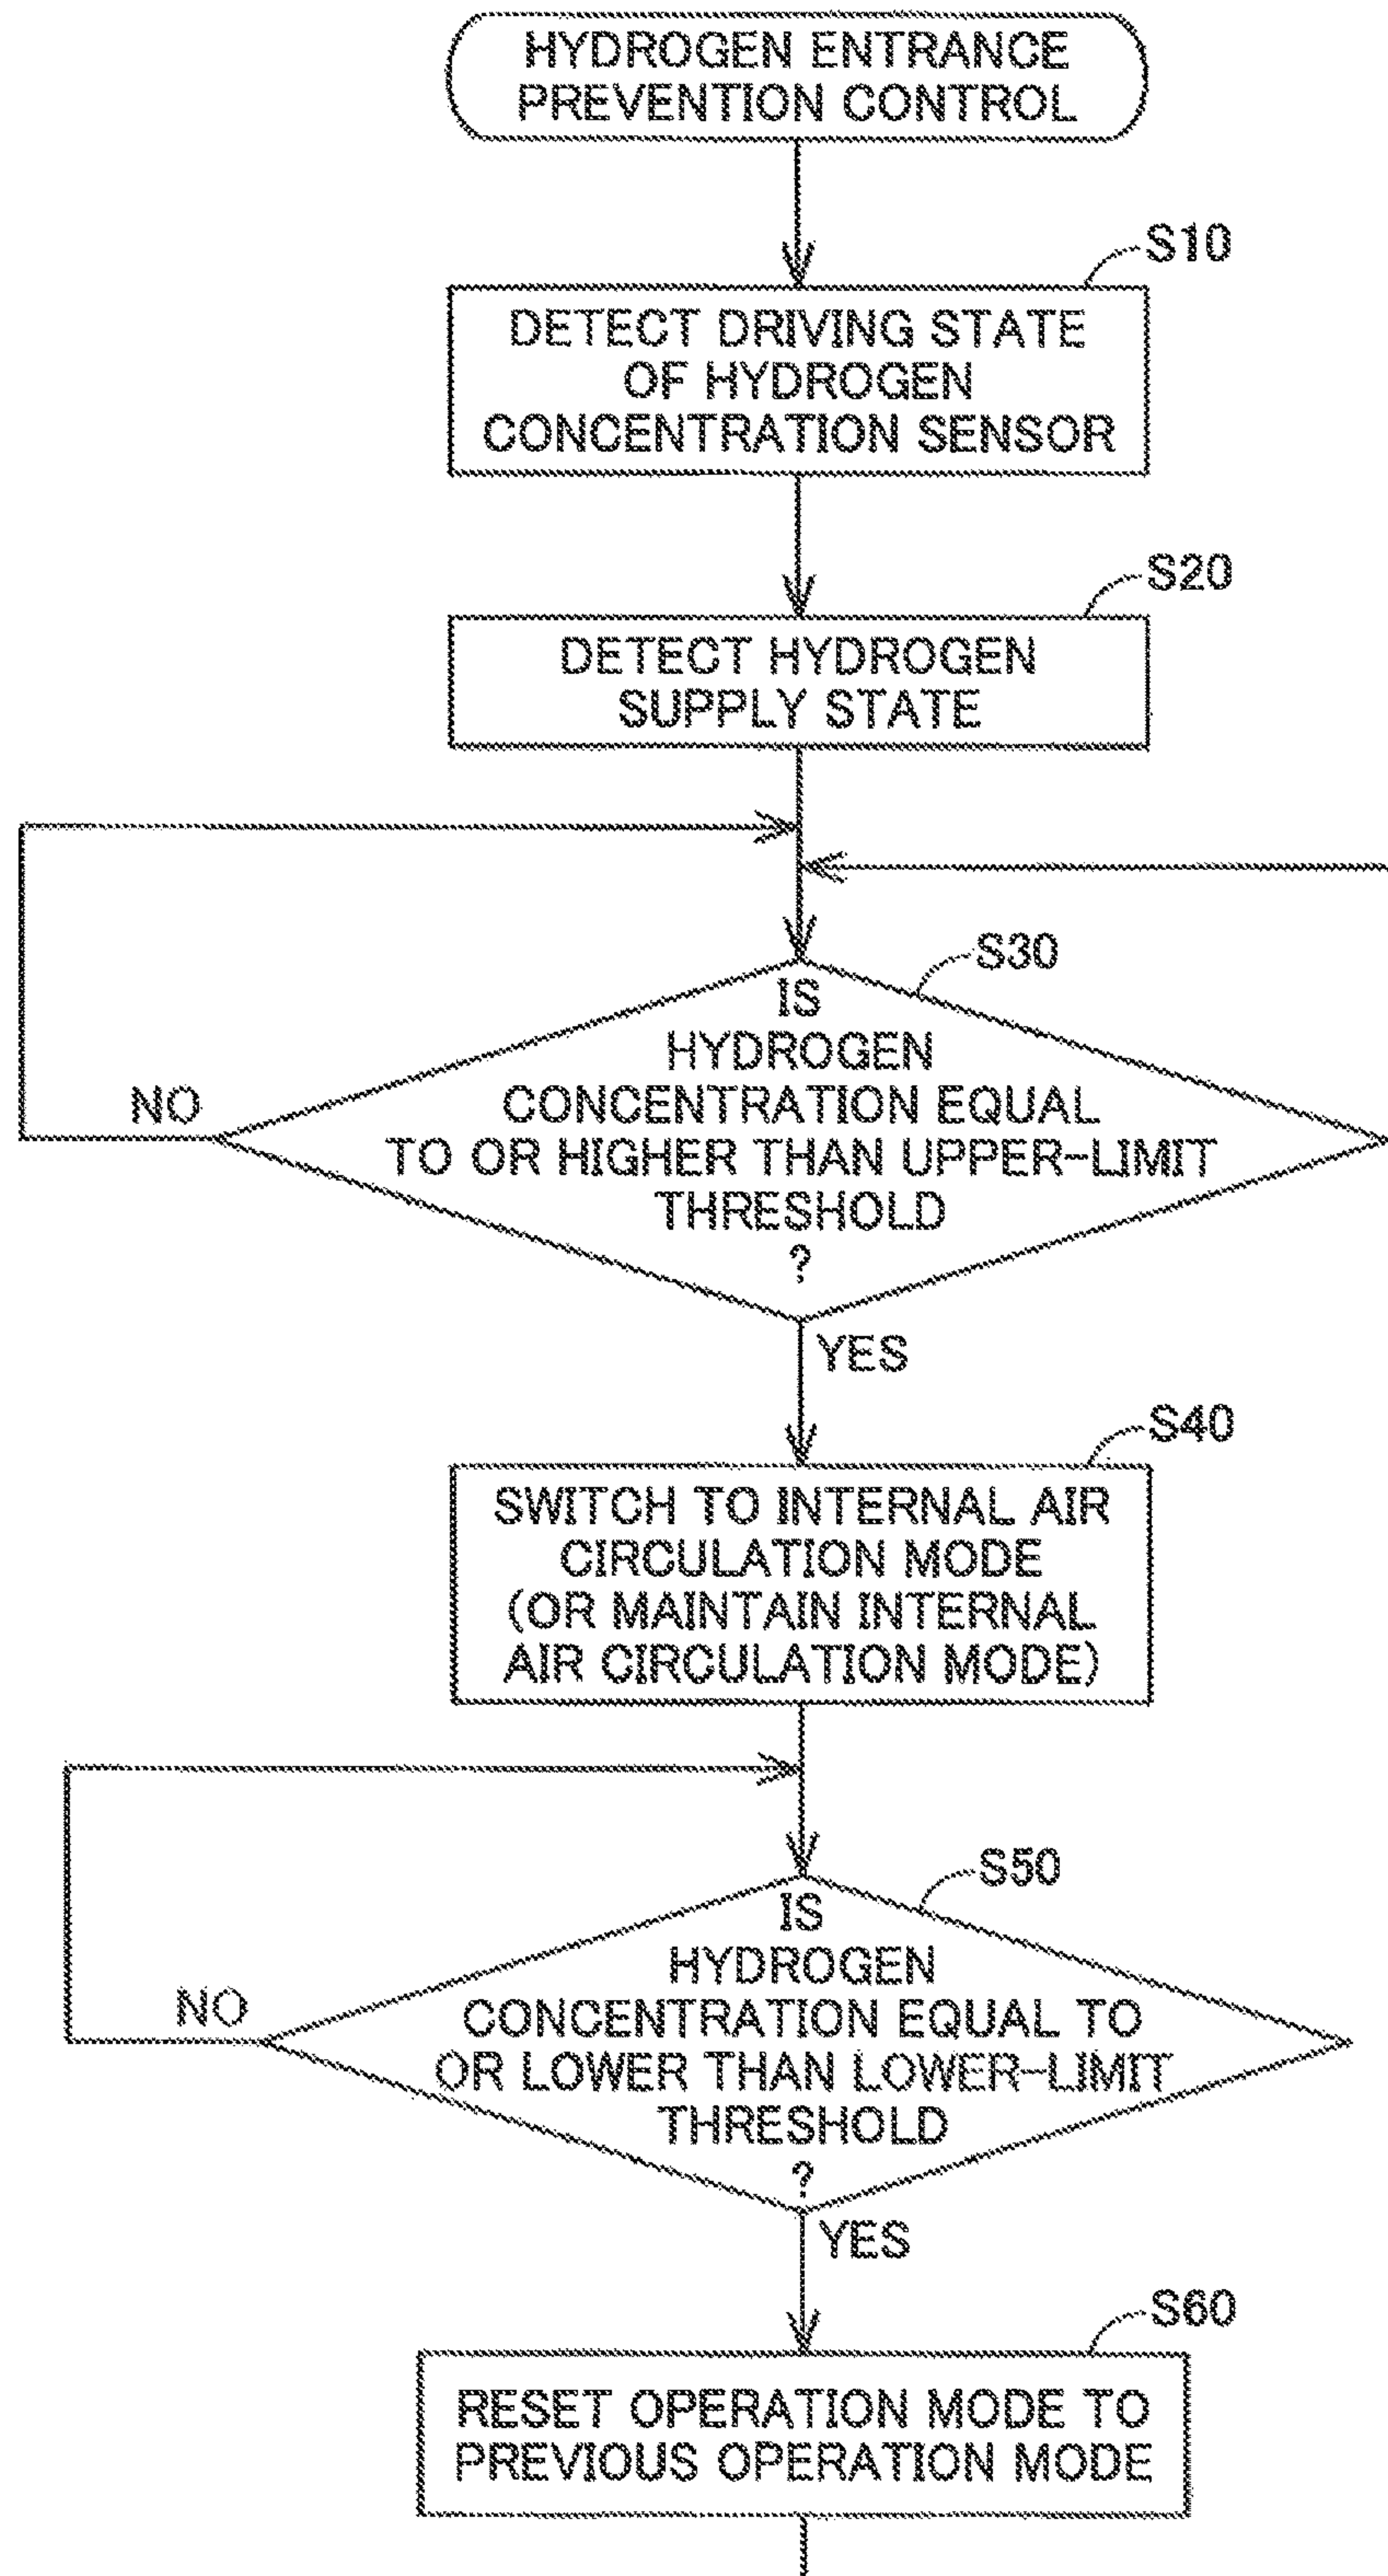 HYDROGEN ENTRANCE
PREVENTION CONTROL
S10
DETECT DRIVING STATE
OF HYDROGEN
CONCENTRATION SENSOR
S20
DETECT HYDROGEN
SUPPLY STATE
S30
IS
HYDROGEN
CONCENTRATION EQUAL
TO OR HIGHER THAN UPPER-LIMIT
THRESHOLD
?
NO
YES
S40
SWITCH TO INTERNAL AIR
CIRCULATION MODE
(OR MAINTAIN INTERNAL
AIR CIRCULATION MODE)
S50
IS
HYDROGEN
CONCENTRATION EQUAL TO
OR LOWER THAN LOWER-LIMIT
THRESHOLD
?
NO
YES
S60
RESET OPERATION MODE TO
PREVIOUS OPERATION MODE